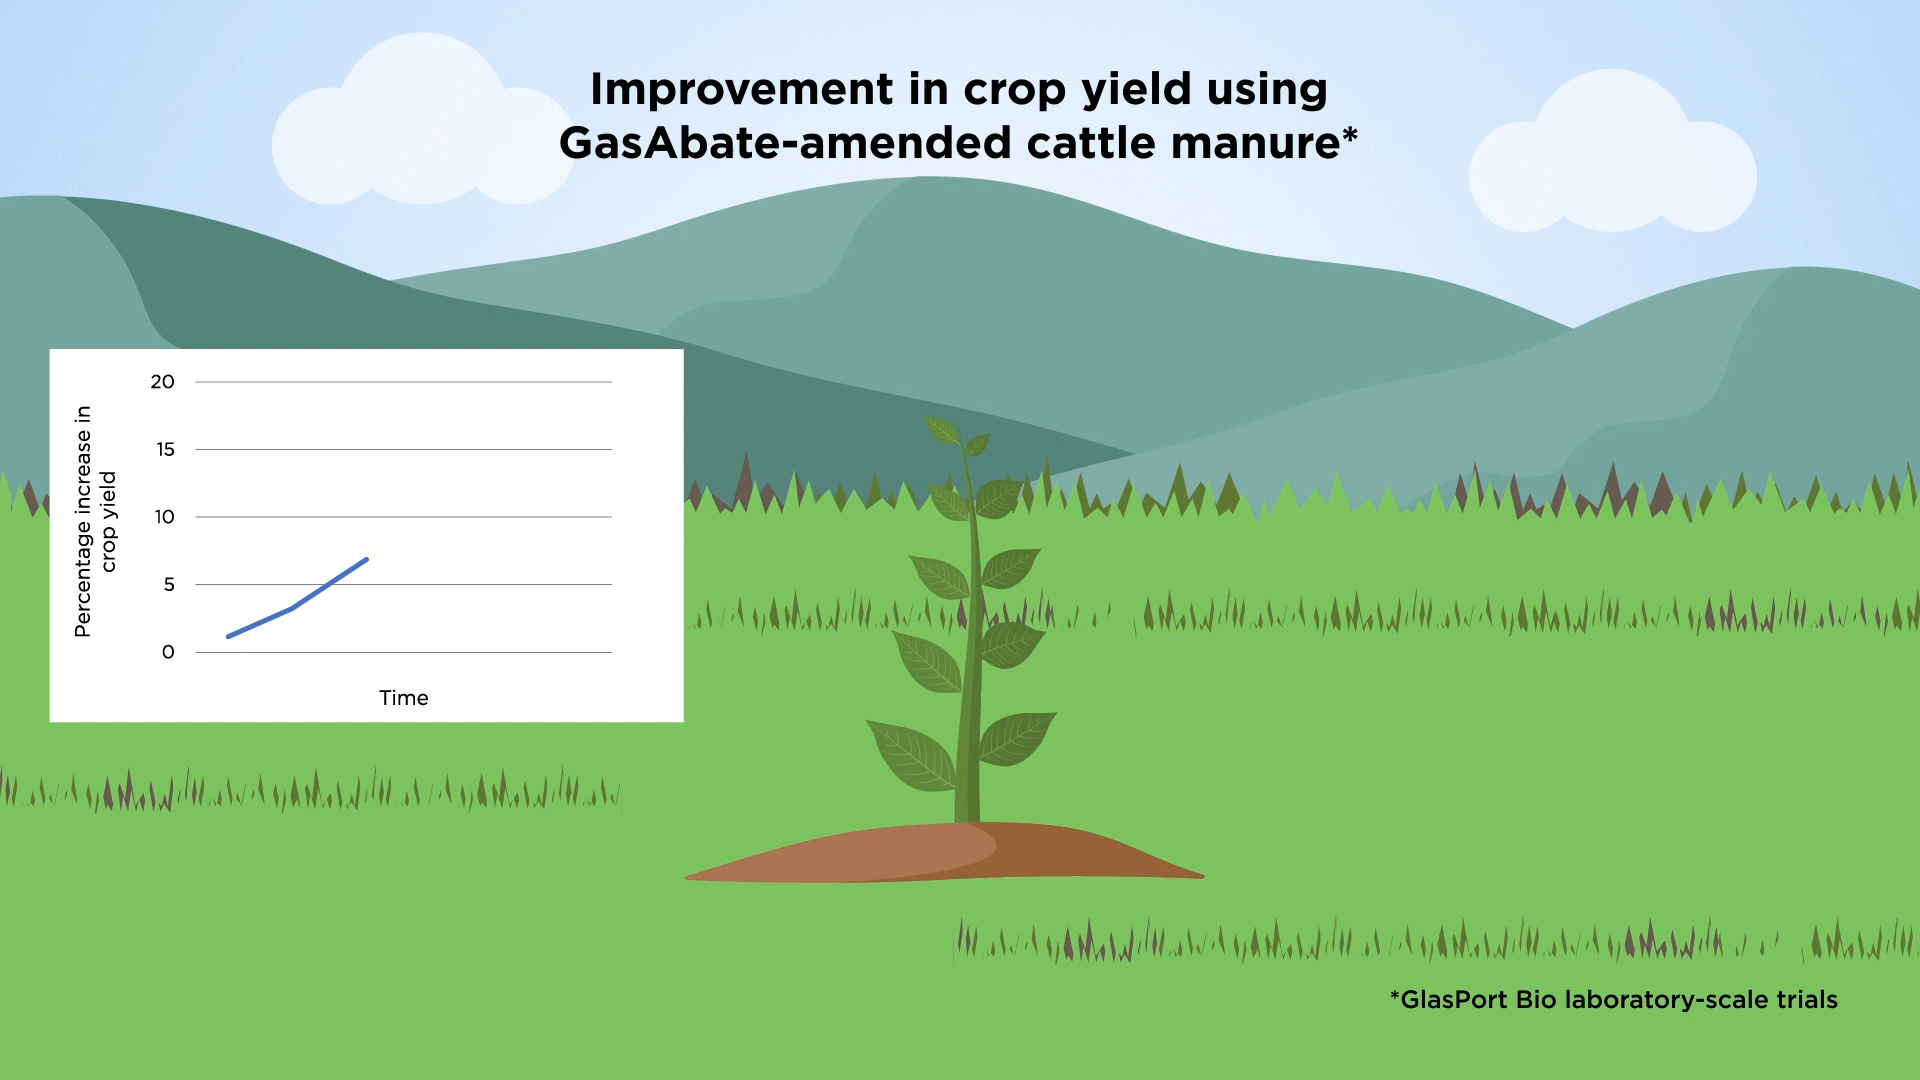 Improvement in crop yield using
GasAbate-amended cattle manure*
Percentage increase in
crop yield
20
15
10
5
0
Time
*GlasPort Bio laboratory-scale trials